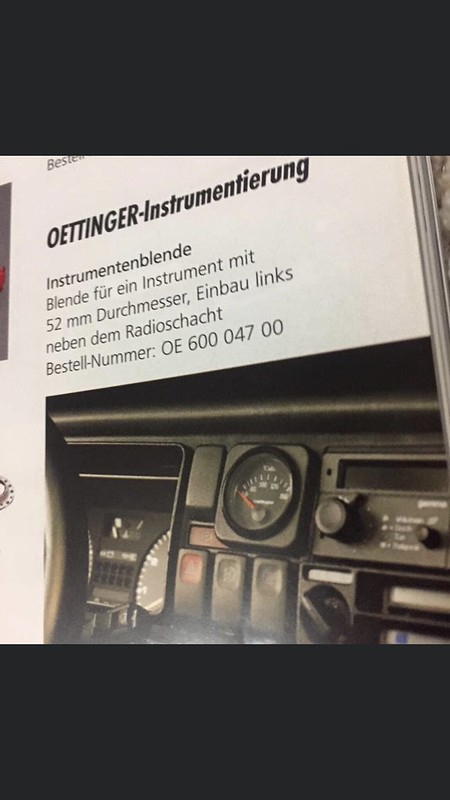 OETTINGER-Instrumentierung
Instrumentenblende
Blende für ein Instrument mit
52 mm Durchmesser, Einbau links
neben dem Radioschacht
Bestell-Nummer: OE 600 047 00
gamma